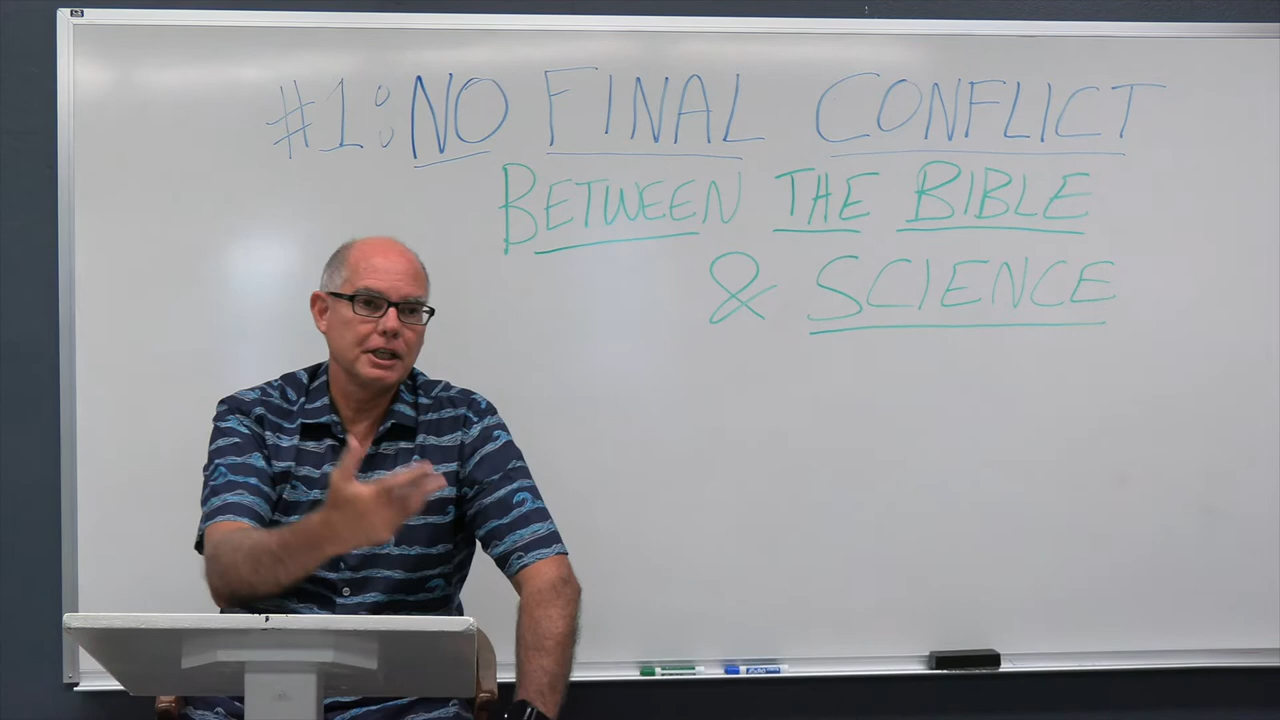 #1: NO FINAL CONFLICT
BETWEEN THE BIBLE
& SCIENCE